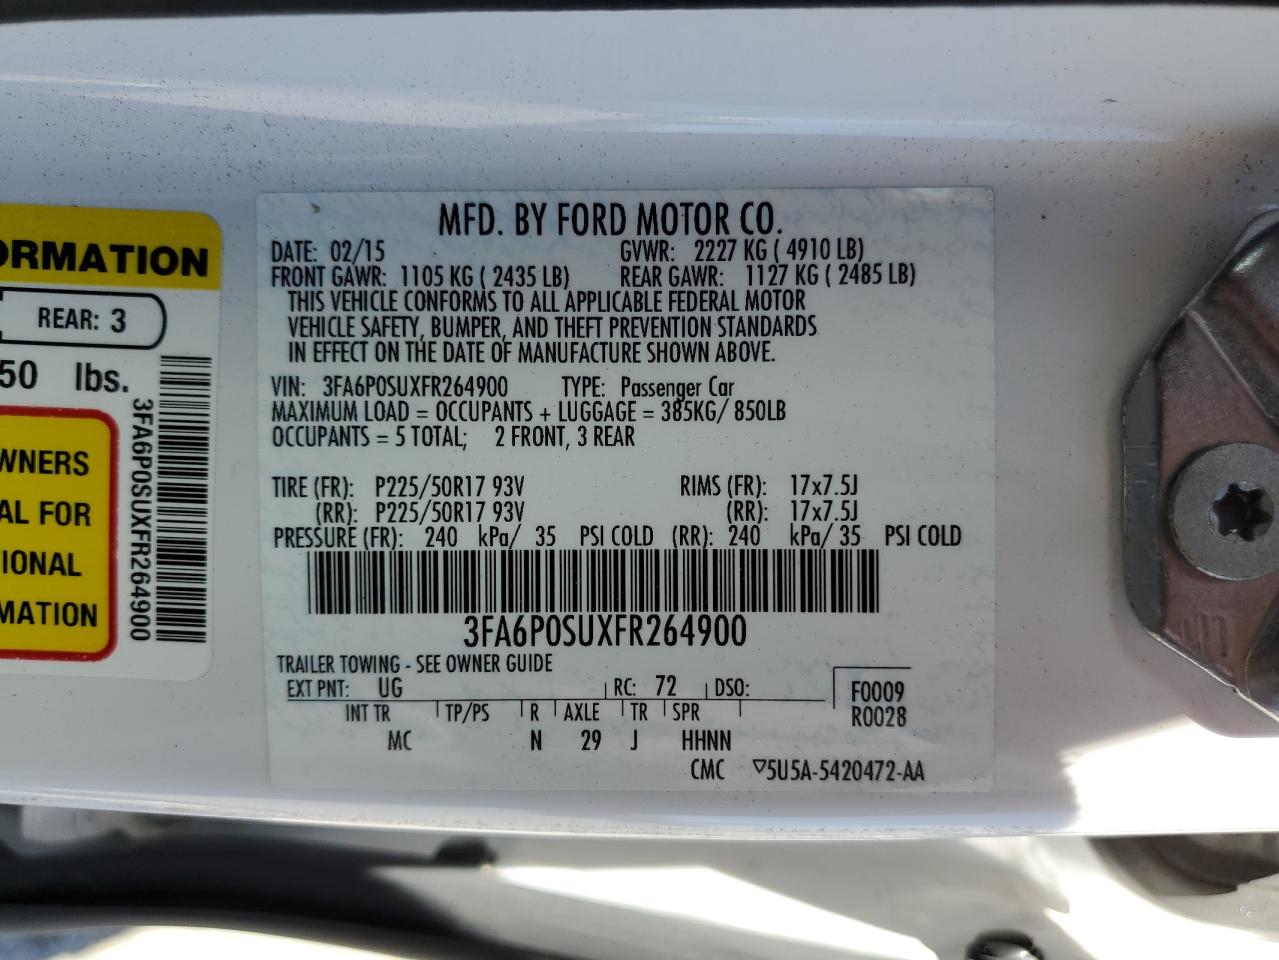 ORMATION
REAR: 3
50 lbs.
WNERS
AL FOR
IONAL
MATION
3FA6P0SUXFR264900
MFD. BY FORD MOTOR CO.
DATE: 02/15 GVWR: 2227 KG ( 4910 LB)
FRONT GAWR: 1105 KG ( 2435 LB) REAR GAWR: 1127 KG ( 2485 LB)
THIS VEHICLE CONFORMS TO ALL APPLICABLE FEDERAL MOTOR
VEHICLE SAFETY, BUMPER, AND THEFT PREVENTION STANDARDS
IN EFFECT ON THE DATE OF MANUFACTURE SHOWN ABOVE.
VIN: 3FA6P0SUXFR264900 TYPE: Passenger Car
MAXIMUM LOAD = OCCUPANTS + LUGGAGE = 385KG/ 850LB
OCCUPANTS = 5 TOTAL; 2 FRONT, 3 REAR
TIRE (FR): P225/50R17 93V RIMS (FR): 17x7.5J
(RR): P225/50R17 93V (RR): 17x7.5J
PRESSURE (FR): 240 kPa/ 35 PSI COLD (RR): 240 kPa/ 35 PSI COLD
3FA6P0SUXFR264900
TRAILER TOWING - SEE OWNER GUIDE
EXT PNT: UG RC: 72 DSO: F0009
INT TR TP/PS R AXLE TR SPR R0028
MC N 29 J HHNN
CMC ▽5U5A-5420472-AA